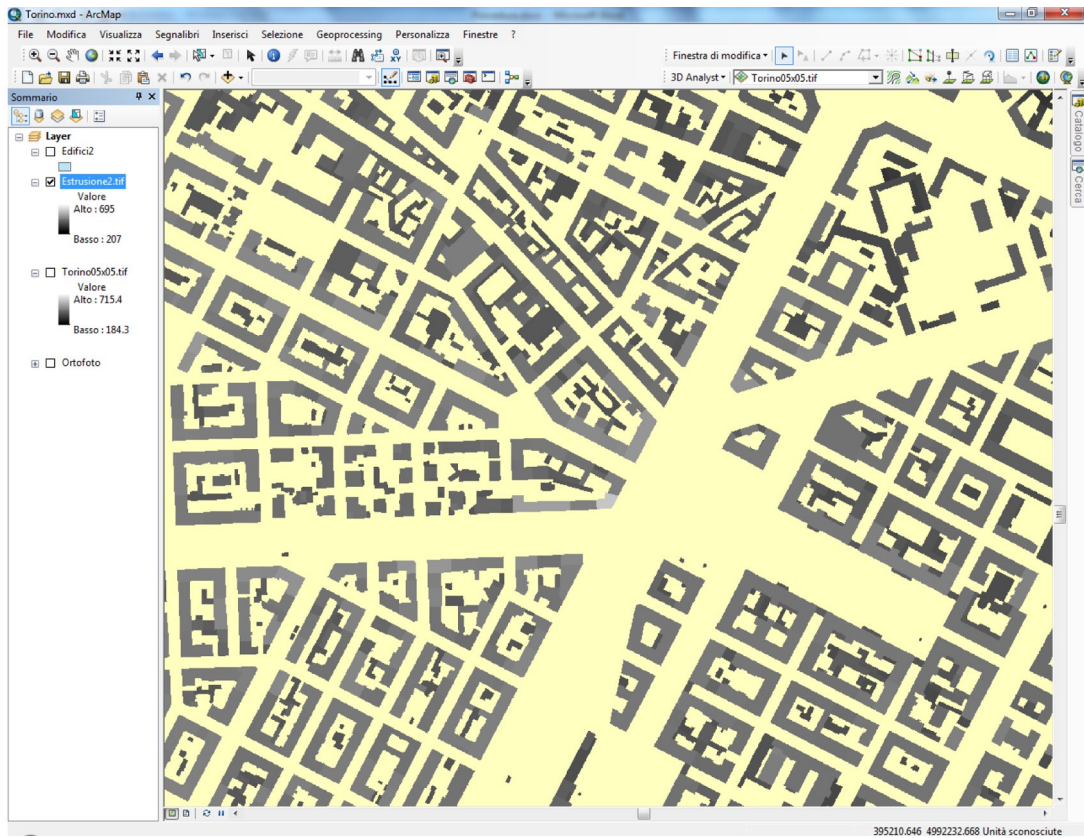 Torino.mxd - ArcMap
File Modifica Visualizza Segnalibri Inserisci Selezione Geoprocessing Personalizza Finestre ?
Finestra di modifica
3D Analyst Torino05x05.tif
Sommario
Layer
Edifici2
Estrusione2.tif
Valore
Alto : 695
Basso : 207
Torino05x05.tif
Valore
Alto : 715.4
Basso : 184.3
Ortofoto
Catalogo
Cerca
395210.646 4992232.668 Unità sconosciute